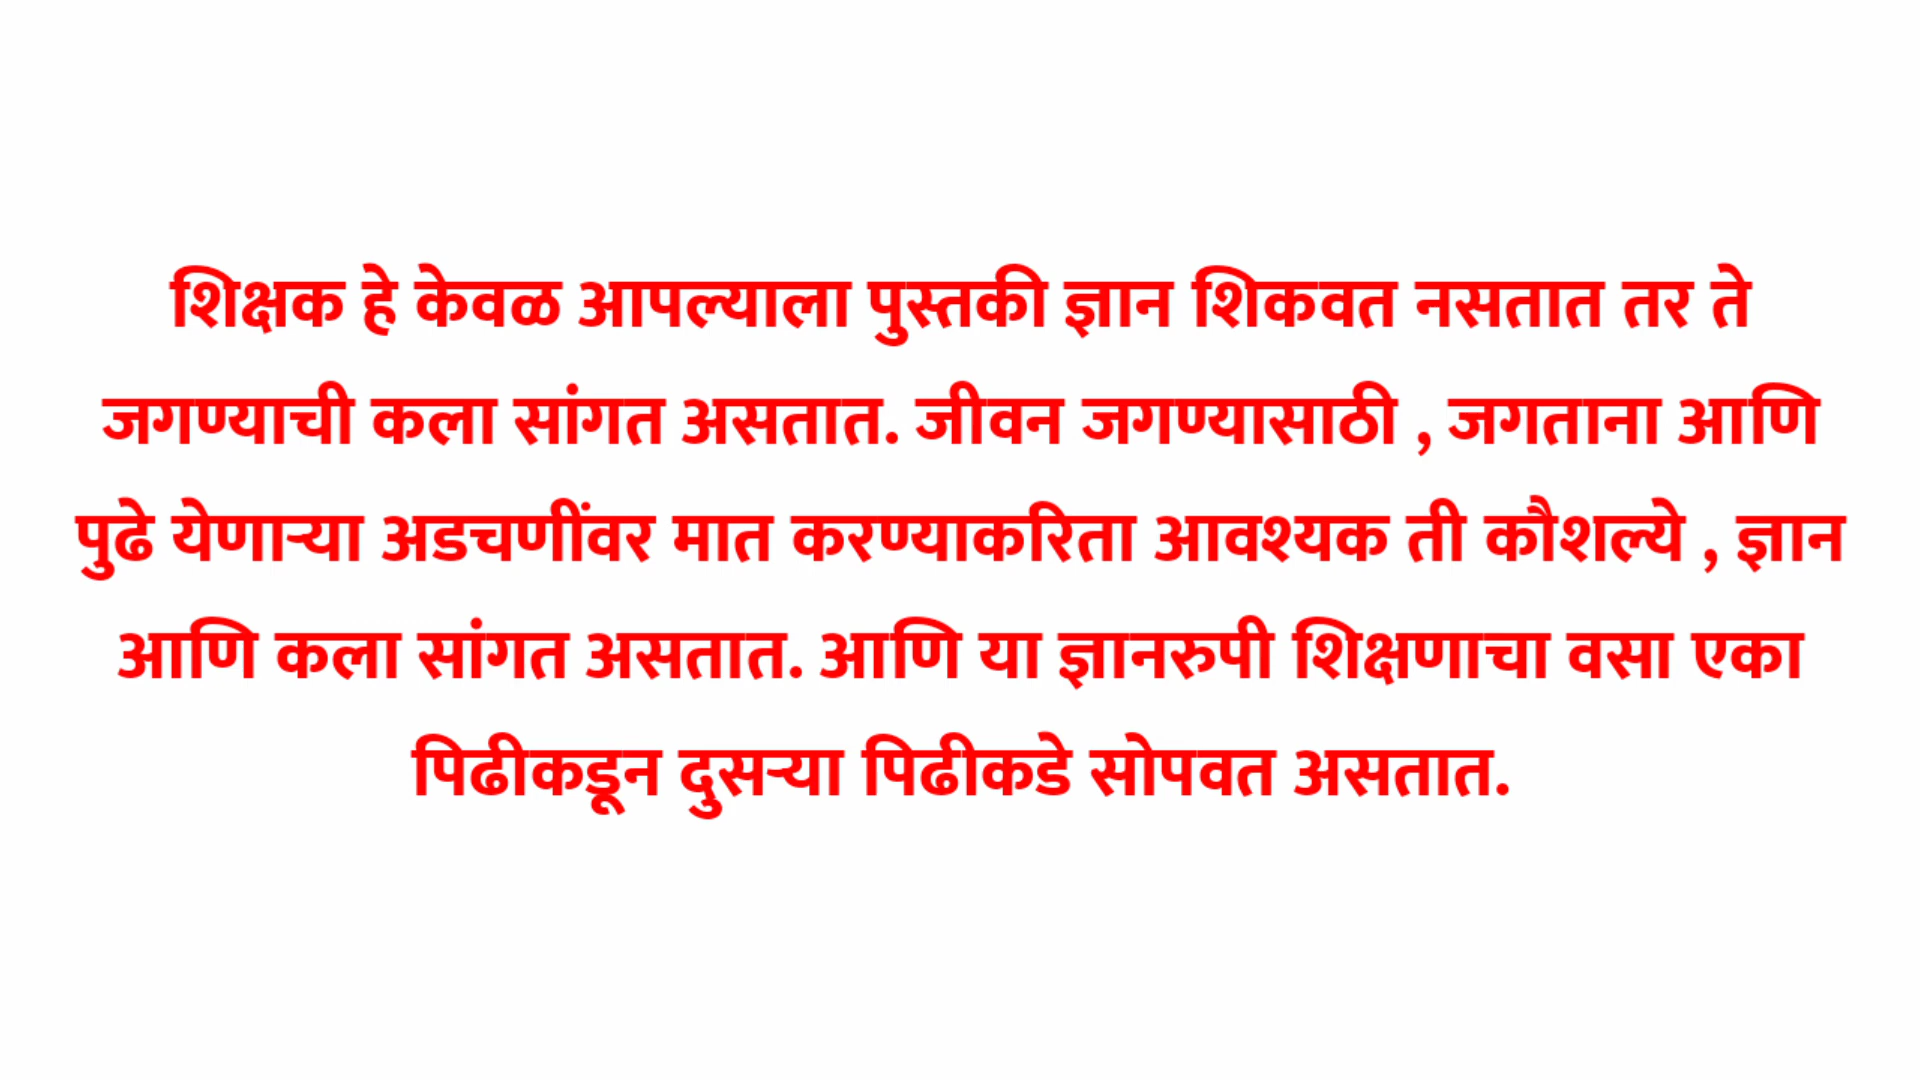 शिक्षक हे केवळ आपल्याला पुस्तकी ज्ञान शिकवत नसतात तर ते
जगण्याची कला सांगत असतात. जीवन जगण्यासाठी , जगताना आणि
पुढे येणाऱ्या अडचणींवर मात करण्याकरिता आवश्यक ती कौशल्ये , ज्ञान
आणि कला सांगत असतात. आणि या ज्ञानरुपी शिक्षणाचा वसा एका
पिढीकडून दुसऱ्या पिढीकडे सोपवत असतात.